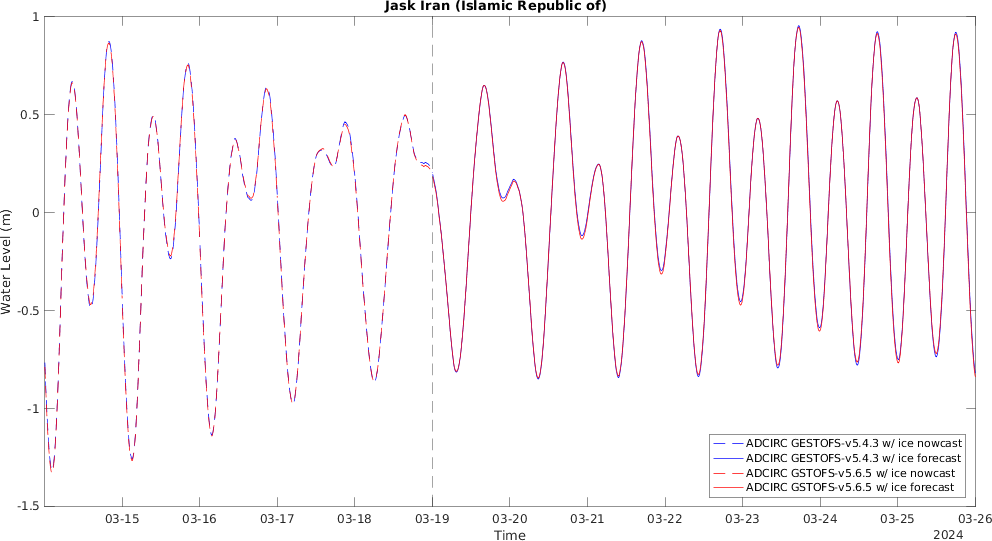 Jask Iran (Islamic Republic of)
1
0.5
0
-0.5
-1
-1.5
Water Level (m)
ADCIRC GESTOFS-v5.4.3 w/ ice nowcast
ADCIRC GESTOFS-v5.4.3 w/ ice forecast
ADCIRC GSTOFS-v5.6.5 w/ ice nowcast
ADCIRC GSTOFS-v5.6.5 w/ ice forecast
03-15 03-16 03-17 03-18 03-19 03-20 03-21 03-22 03-23 03-24 03-25 03-26
Time
2024